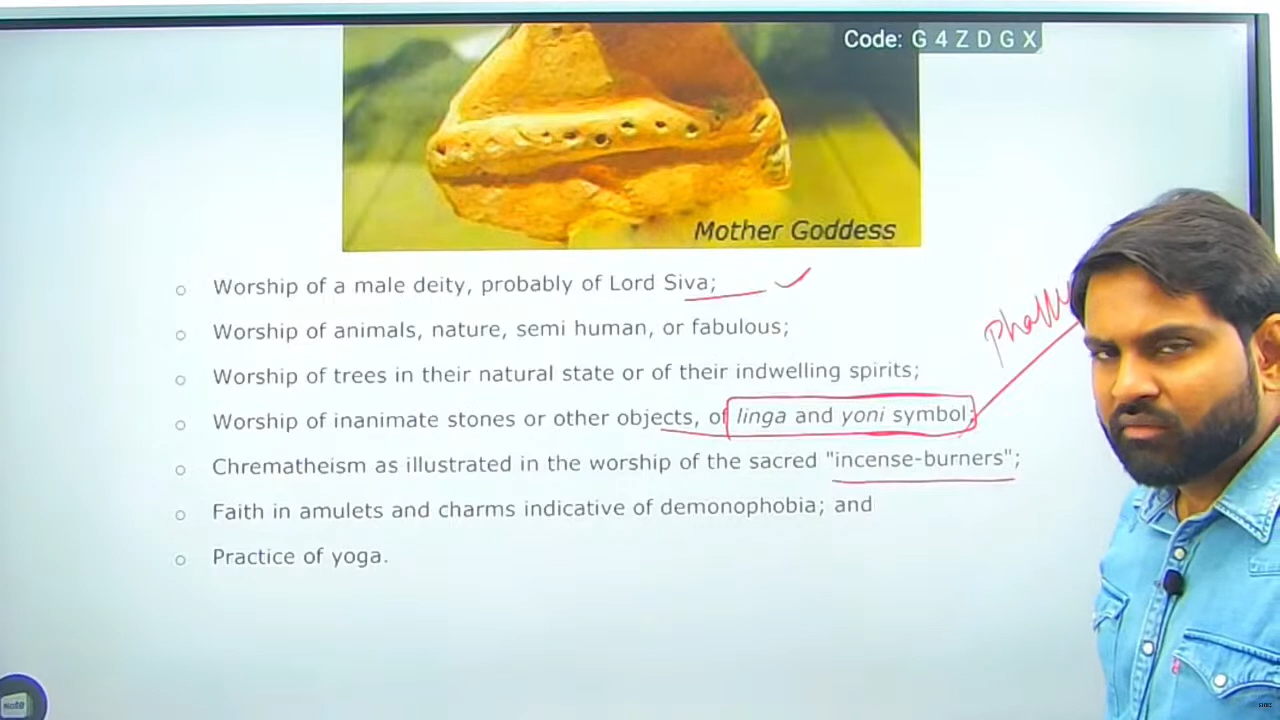 Code: G 4 Z D G X
Mother Goddess
Worship of a male deity, probably of Lord Siva;
Worship of animals, nature, semi human, or fabulous;
Worship of trees in their natural state or of their indwelling spirits;
Worship of inanimate stones or other objects, of linga and yoni symbol;
Chrematheism as illustrated in the worship of the sacred "incense-burners";
Faith in amulets and charms indicative of demonophobia; and
Practice of yoga.
Note